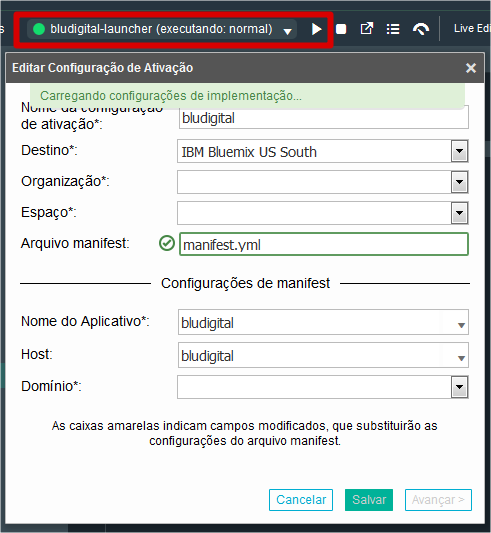 s
bludigital-launcher (executando: normal)
Live Edi
Editar Configuração de Ativação
Carregando configurações de implementação...
Nome da configuração
de ativação*:
bludigital
Destino*:
IBM Bluemix US South
Organização*:
Espaço*:
Arquivo manifest:
manifest.yml
Configurações de manifest
Nome do Aplicativo*:
bludigital
Host:
bludigital
Domínio*:
As caixas amarelas indicam campos modificados, que substituirão as
configurações do arquivo manifest.
Cancelar
Salvar
Avançar >